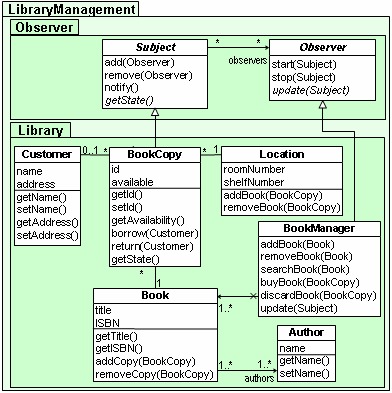 LibraryManagement
Observer
Subject
add(Observer)
remove(Observer)
notify()
getState()
* *
observers
Observer
start(Subject)
stop(Subject)
update(Subject)
Library
Customer
name
address
getName()
setName()
getAddress()
setAddress()
0..1 *
BookCopy
id
available
getId()
setId()
getAvailability()
borrow(Customer)
return(Customer)
getState()
* 1
Location
roomNumber
shelfNumber
addBook(BookCopy)
removeBook(BookCopy)
BookManager
addBook(Book)
removeBook(Book)
searchBook(Book)
buyBook(BookCopy)
discardBook(BookCopy)
update(Subject)
*
1
Book
title
ISBN
getTitle()
getISBN()
addCopy(BookCopy)
removeCopy(BookCopy)
1..*
1..* 1..*
authors
Author
name
getName()
setName()